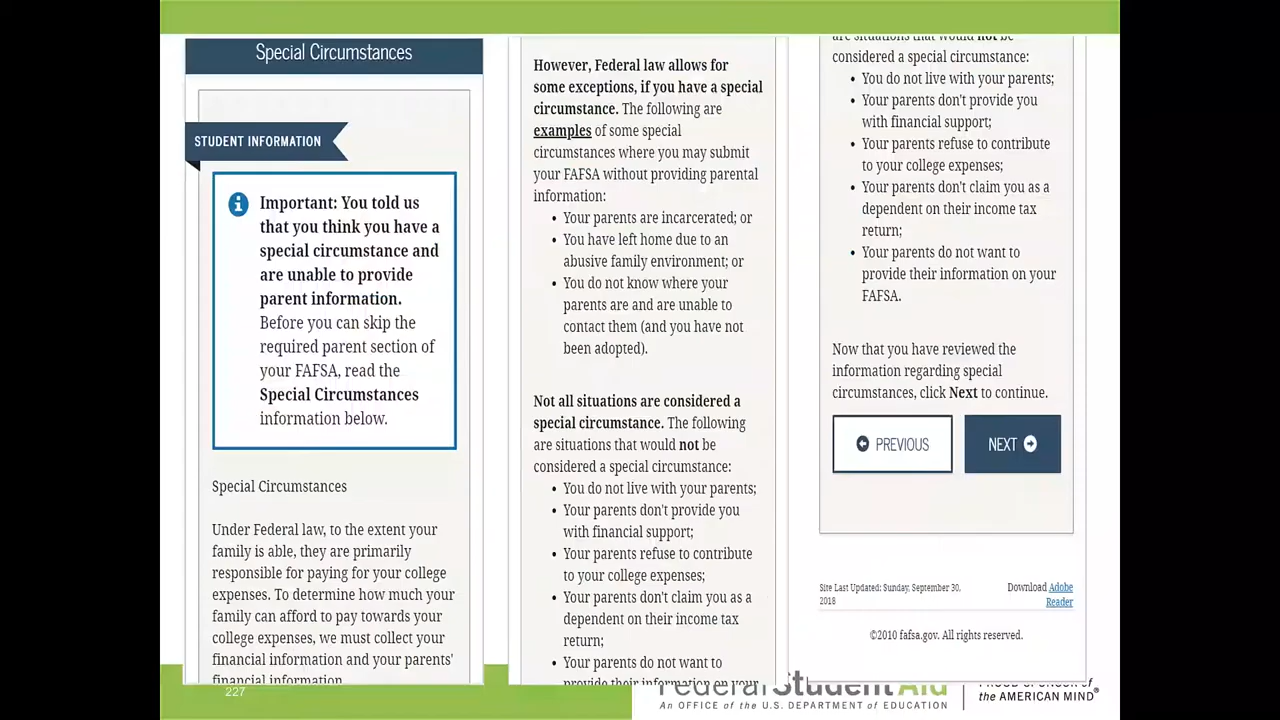 Special Circumstances
STUDENT INFORMATION
Important: You told us
that you think you have a
special circumstance and
are unable to provide
parent information.
Before you can skip the
required parent section of
your FAFSA, read the
Special Circumstances
information below.
Special Circumstances
Under Federal law, to the extent your
family is able, they are primarily
responsible for paying for your college
expenses. To determine how much your
family can afford to pay towards your
college expenses, we must collect your
financial information and your parents'
financial information.
However, Federal law allows for
some exceptions, if you have a special
circumstance. The following are
examples of some special
circumstances where you may submit
your FAFSA without providing parental
information:
• Your parents are incarcerated; or
• You have left home due to an
abusive family environment; or
• You do not know where your
parents are and are unable to
contact them (and you have not
been adopted).
Not all situations are considered a
special circumstance. The following
are situations that would not be
considered a special circumstance:
• You do not live with your parents;
• Your parents don't provide you
with financial support;
• Your parents refuse to contribute
to your college expenses;
• Your parents don't claim you as a
dependent on their income tax
return;
• Your parents do not want to
provide their information on your
are situations that would not be
considered a special circumstance:
• You do not live with your parents;
• Your parents don't provide you
with financial support;
• Your parents refuse to contribute
to your college expenses;
• Your parents don't claim you as a
dependent on their income tax
return;
• Your parents do not want to
provide their information on your
FAFSA.
Now that you have reviewed the
information regarding special
circumstances, click Next to continue.
PREVIOUS
NEXT
Site Last Updated: Sunday, September 30,
2018
Download Adobe
Reader
©2010 fafsa.gov. All rights reserved.
227
Federal Student Aid
An OFFICE of the U.S. DEPARTMENT of EDUCATION
PROUD SPONSOR of
the AMERICAN MIND®